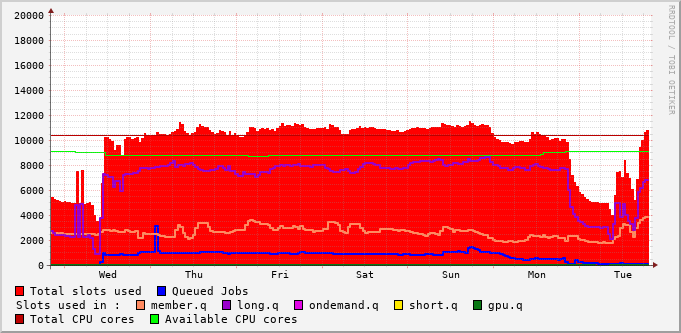 20000
18000
16000
14000
12000
10000
8000
6000
4000
2000
0
Wed Thu Fri Sat Sun Mon Tue
Total slots used Queued Jobs
Slots used in : member.q long.q ondemand.q short.q gpu.q
Total CPU cores Available CPU cores
RRDTOOL / TOBI OETIKER